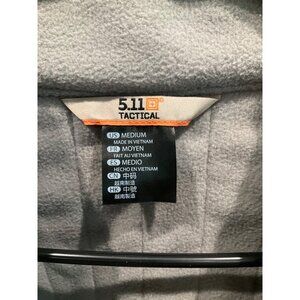 5.11
TACTICAL
US MEDIUM
MADE IN VIETNAM
FR MOYEN
FAIT AU VIETNAM
ES MEDIO
HECHO EN VIETNAM
CN 中码
越南制造
HK 中號
越南製造